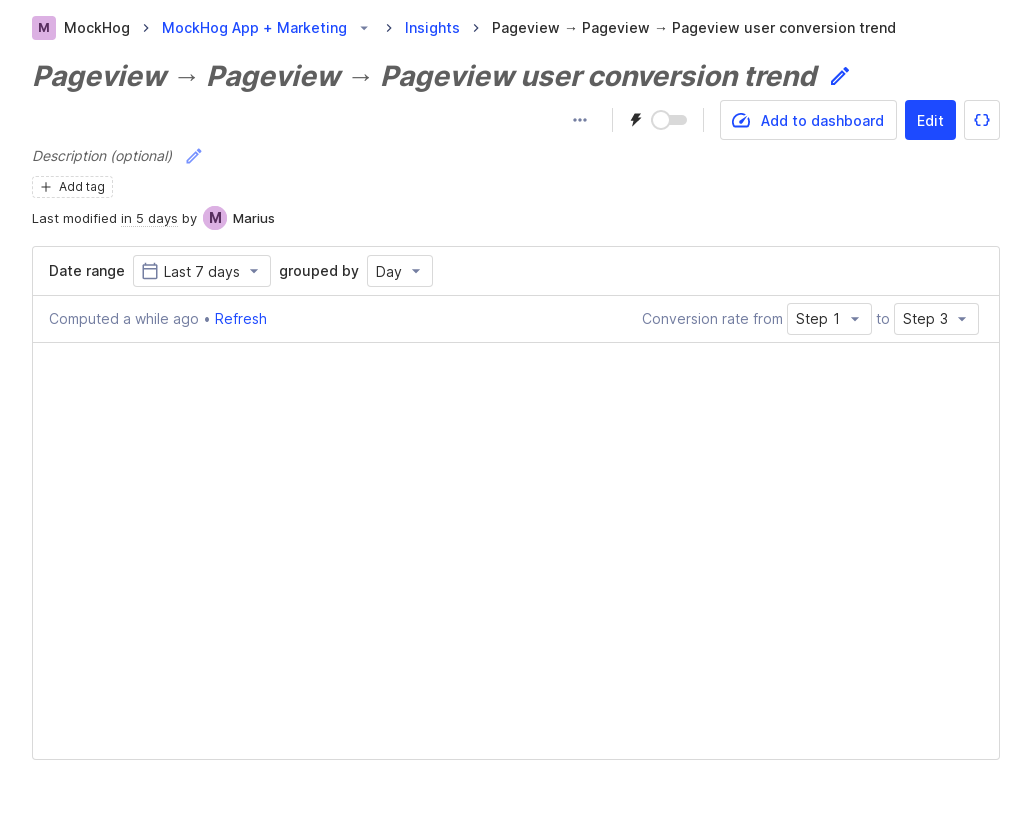 M MockHog MockHog App + Marketing Insights Pageview → Pageview → Pageview user conversion trend
Pageview → Pageview → Pageview user conversion trend
Add to dashboard Edit {}
Description (optional)
+ Add tag
Last modified in 5 days by M Marius
Date range Last 7 days grouped by Day
Computed a while ago • Refresh Conversion rate from Step 1 to Step 3